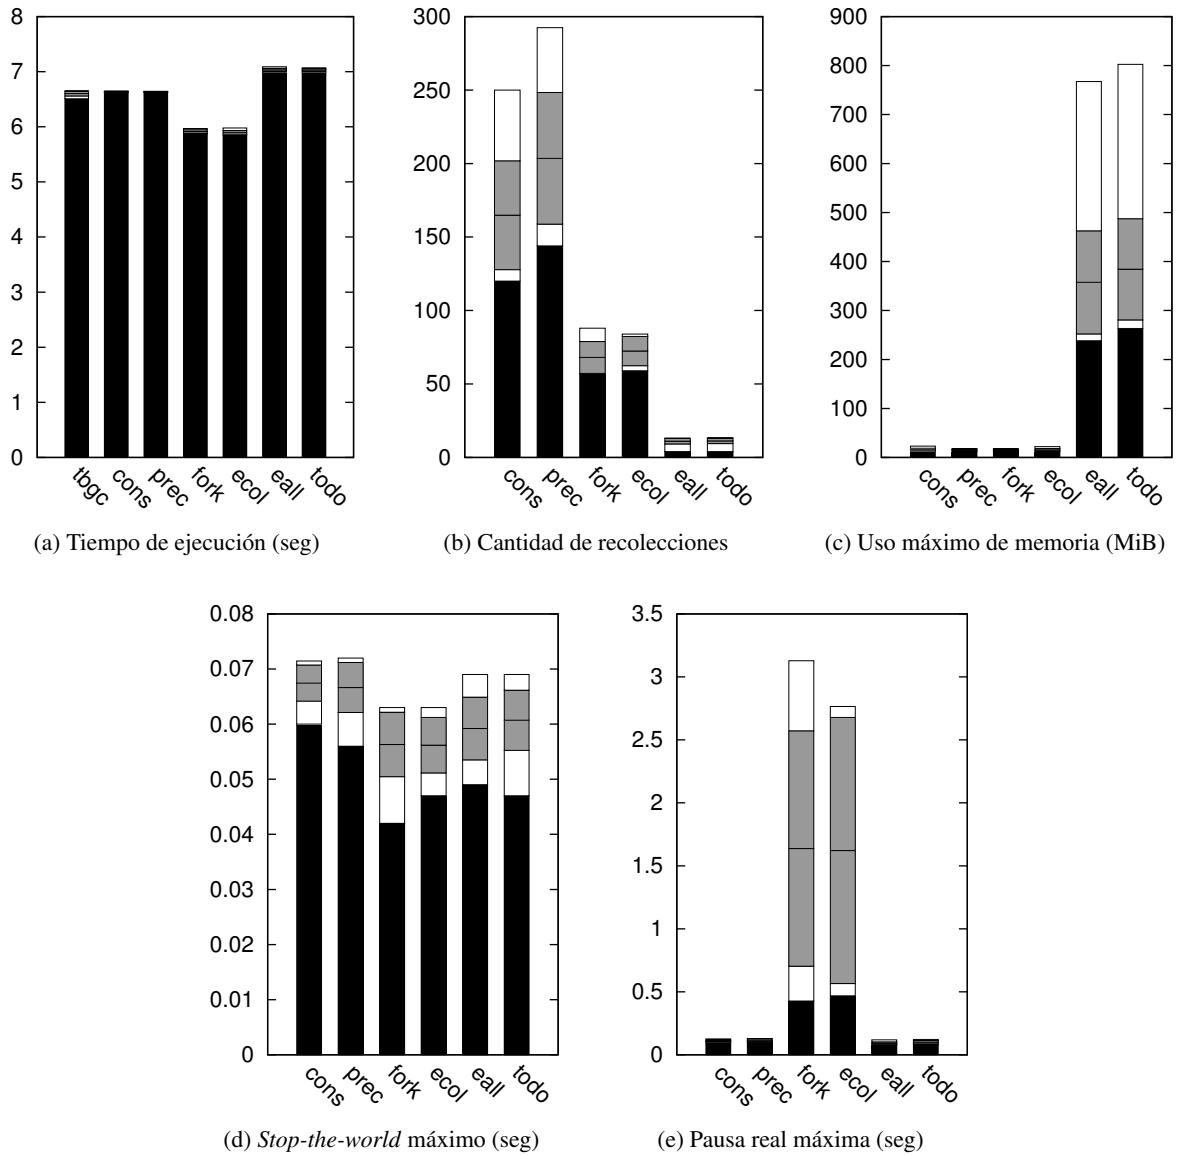 8
7
6
5
4
3
2
1
0
tbgc
cons
prec
fork
ecol
eall
todo
(a) Tiempo de ejecución (seg)
300
250
200
150
100
50
0
cons
prec
fork
ecol
eall
todo
(b) Cantidad de recolecciones
900
800
700
600
500
400
300
200
100
0
cons
prec
fork
ecol
eall
todo
(c) Uso máximo de memoria (MiB)
0.08
0.07
0.06
0.05
0.04
0.03
0.02
0.01
0
cons
prec
fork
ecol
eall
todo
(d) Stop-the-world máximo (seg)
3.5
3
2.5
2
1.5
1
0.5
0
cons
prec
fork
ecol
eall
todo
(e) Pausa real máxima (seg)